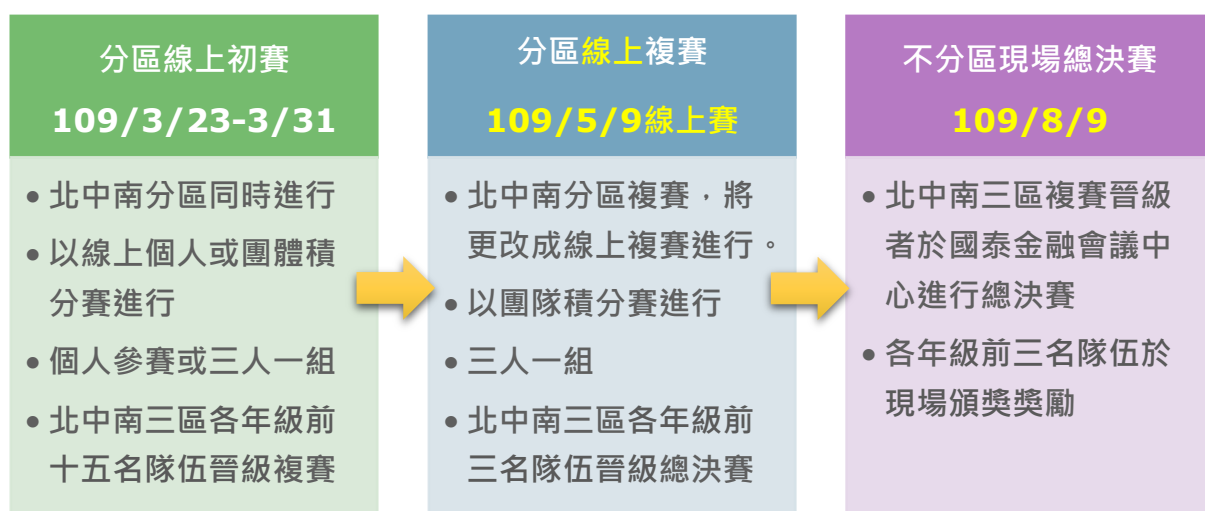 分區線上初賽
109/3/23-3/31
• 北中南分區同時進行
• 以線上個人或團體積
分賽進行
• 個人參賽或三人一組
• 北中南三區各年級前
十五名隊伍晉級複賽
分區線上複賽
109/5/9線上賽
• 北中南分區複賽，將
更改成線上複賽進行。
• 以團隊積分賽進行
• 三人一組
• 北中南三區各年級前
三名隊伍晉級總決賽
不分區現場總決賽
109/8/9
• 北中南三區複賽晉級
者於國泰金融會議中
心進行總決賽
• 各年級前三名隊伍於
現場頒獎獎勵